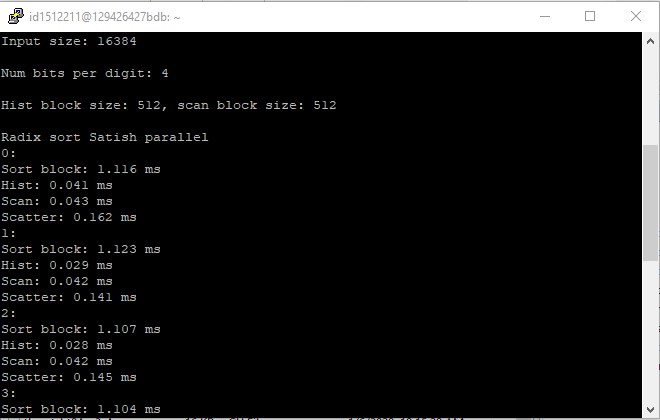 id1512211@129426427bdb: ~
Input size: 16384
Num bits per digit: 4
Hist block size: 512, scan block size: 512
Radix sort Satish parallel
0:
Sort block: 1.116 ms
Hist: 0.041 ms
Scan: 0.043 ms
Scatter: 0.162 ms
1:
Sort block: 1.123 ms
Hist: 0.029 ms
Scan: 0.042 ms
Scatter: 0.141 ms
2:
Sort block: 1.107 ms
Hist: 0.028 ms
Scan: 0.042 ms
Scatter: 0.145 ms
3:
Sort block: 1.104 ms